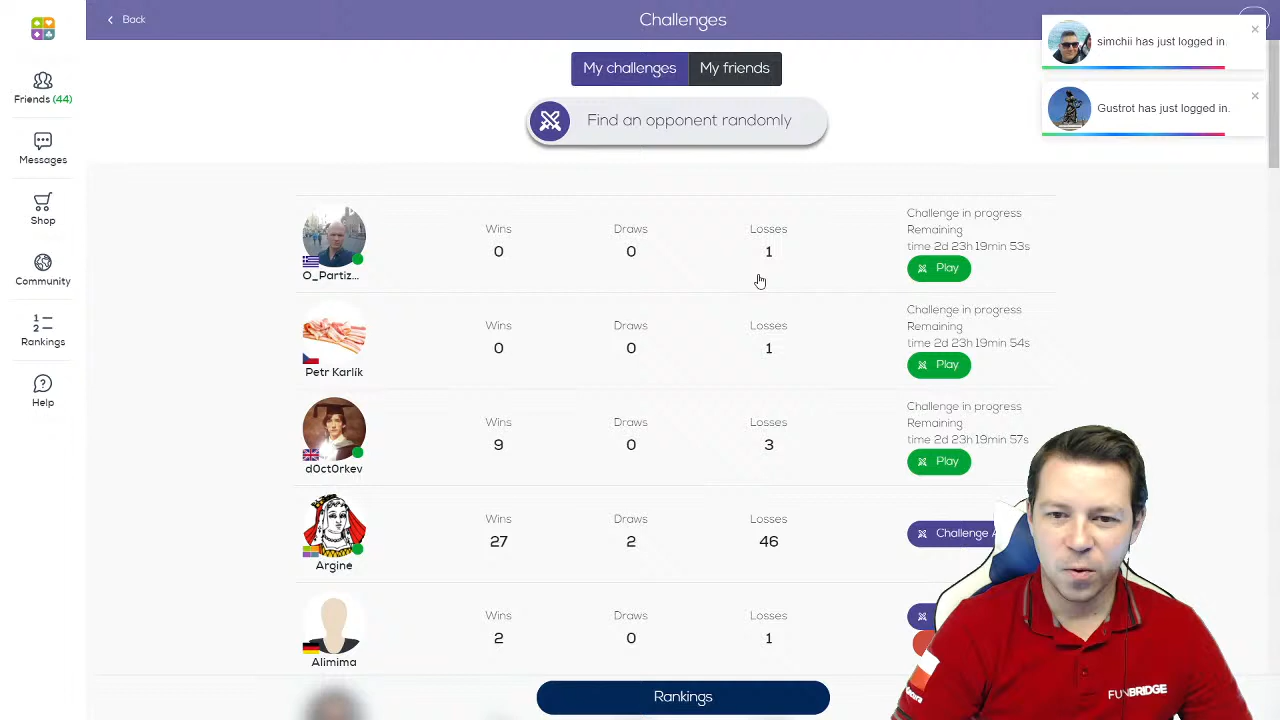 Back
Challenges
simchii has just logged in.
Gustrot has just logged in.
My challenges
My friends
Find an opponent randomly
Friends (44)
Messages
Shop
Community
1
2
Rankings
Help
Wins
Draws
Losses
0
0
1
O_Partiz...
Challenge in progress
Remaining
time 2d 23h 19min 53s
Play
Wins
Draws
Losses
0
0
1
Petr Karlík
Challenge in progress
Remaining
time 2d 23h 19min 54s
Play
Wins
Draws
Losses
9
0
3
d0ct0rkev
Challenge in progress
Remaining
time 2d 23h 19min 57s
Play
Wins
Draws
Losses
27
2
46
Argine
Challenge
Wins
Draws
Losses
2
0
1
Alimima
Rankings
FUNBRIDGE